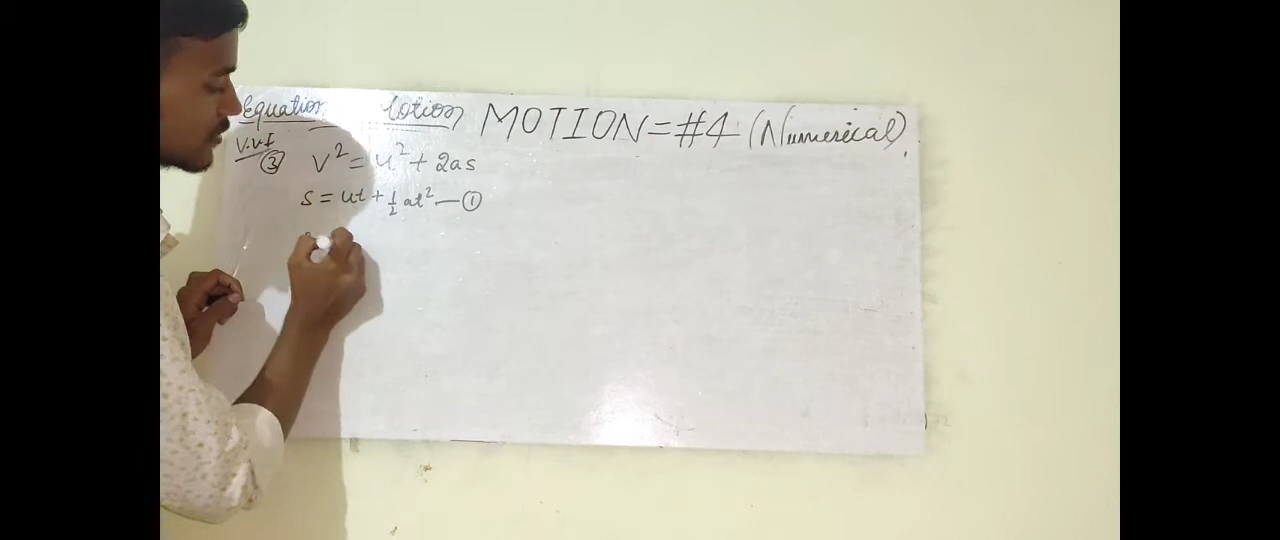 Equation Motion MOTION = #4 (Numerical)
V.V.I
③ v² = u² + 2as
s = ut + ½ at² — ①